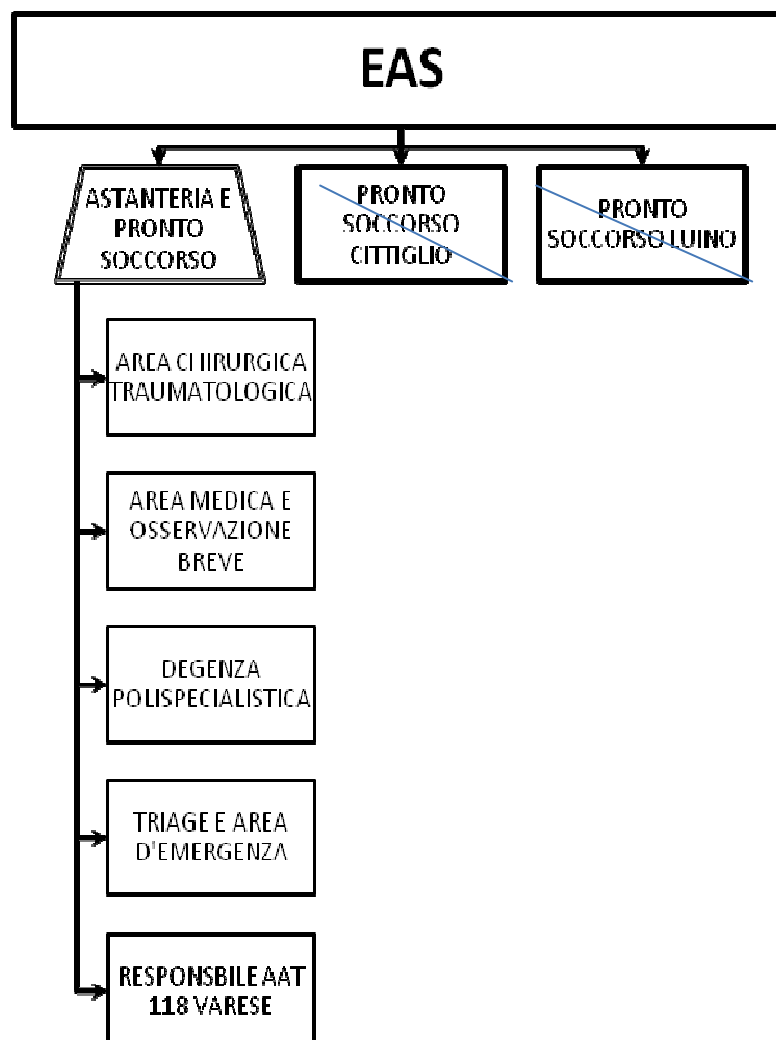 EAS
ASTANTERIA E
PRONTO
SOCCORSO
PRONTO
SOCCORSO
CITTIGLIO
PRONTO
SOCCORSO LUINO
AREA CHIRURGICA
TRAUMATOLOGICA
AREA MEDICA E
OSSERVAZIONE
BREVE
DEGENZA
POLISPECIALISTICA
TRIAGE E AREA
D'EMERGENZA
RESPONSBILE AAT
118 VARESE